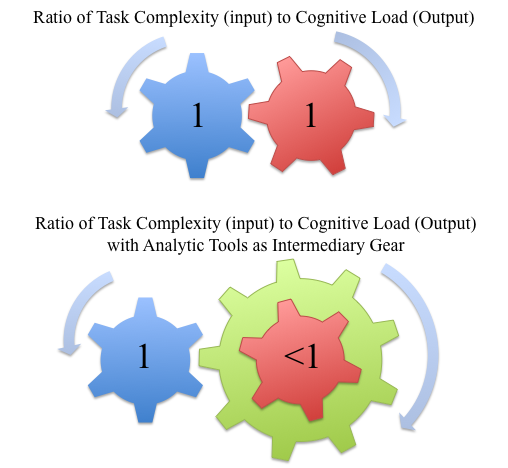 Ratio of Task Complexity (input) to Cognitive Load (Output)
1
1
Ratio of Task Complexity (input) to Cognitive Load (Output)
with Analytic Tools as Intermediary Gear
1
<1